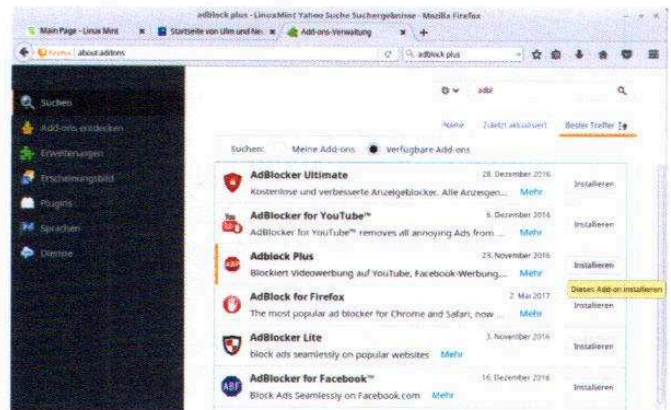 adblock plus - LinuxMint Yahoo Suche Suchergebnisse - Mozilla Firefox
Main Page - Linux Mint
Startseite von Ulm und Neu
Add-ons-Verwaltung
Firefox about:addons
adblock plus
adbl
Suchen
Add-ons entdecken
Erweiterungen
Erscheinungsbild
Plugins
Sprachen
Dienste
Name Zuletzt aktualisiert Bester Treffer
Suchen: Meine Add-ons Verfügbare Add-ons
AdBlocker Ultimate 28. Dezember 2016
Kostenlose und verbesserte Anzeigeblocker. Alle Anzeigen... Mehr
Installieren
AdBlocker for YouTube™ 6. Dezember 2016
AdBlocker for YouTube™ removes all annoying Ads from ... Mehr
Installieren
Adblock Plus 23. November 2016
Blockiert Videowerbung auf YouTube, Facebook-Werbung,... Mehr
Installieren
Dieses Add-on installieren
AdBlock for Firefox 2. Mai 2017
The most popular ad blocker for Chrome and Safari, now ... Mehr
Installieren
AdBlocker Lite 3. November 2016
block ads seamlessly on popular websites Mehr
Installieren
ABF
AdBlocker for Facebook™ 16. Dezember 2016
Block Ads Seamlessly on Facebook.com Mehr
Installieren